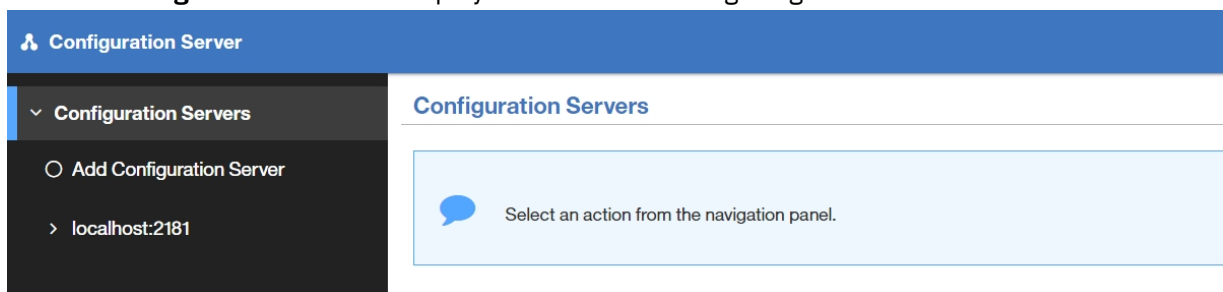 Configuration Server
Configuration Servers
Add Configuration Server
localhost:2181
Configuration Servers
Select an action from the navigation panel.